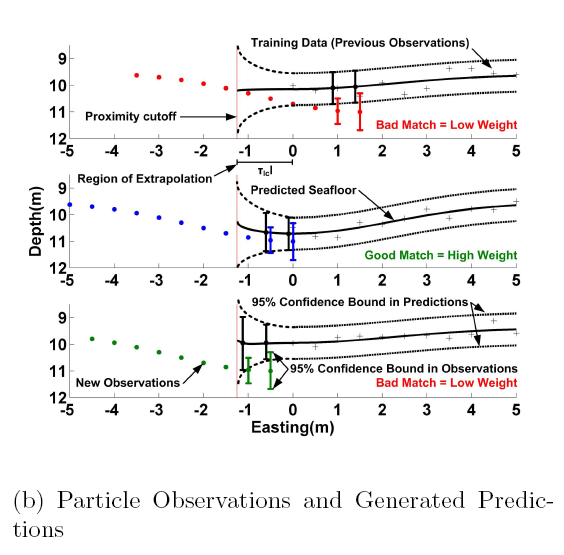 Training Data (Previous Observations)
9
10
11
12
Proximity cutoff
Bad Match = Low Weight
-5 -4 -3 -2 -1 0 1 2 3 4 5
Region of Extrapolation
τlc|
Depth(m)
9
10
11
12
Predicted Seafloor
Good Match = High Weight
-5 -4 -3 -2 -1 0 1 2 3 4 5
95% Confidence Bound in Predictions
9
10
11
12
95% Confidence Bound in Observations
New Observations
Bad Match = Low Weight
-5 -4 -3 -2 -1 0 1 2 3 4 5
Easting(m)
(b) Particle Observations and Generated Predic-
tions